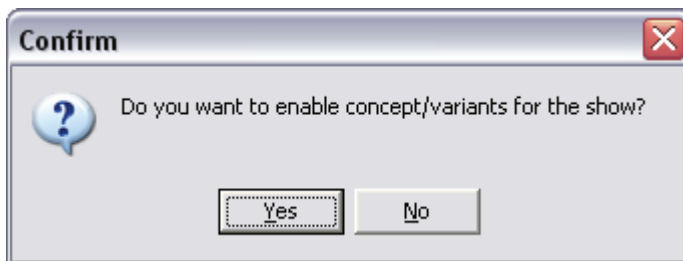 Confirm
Do you want to enable concept/variants for the show?
Yes
No